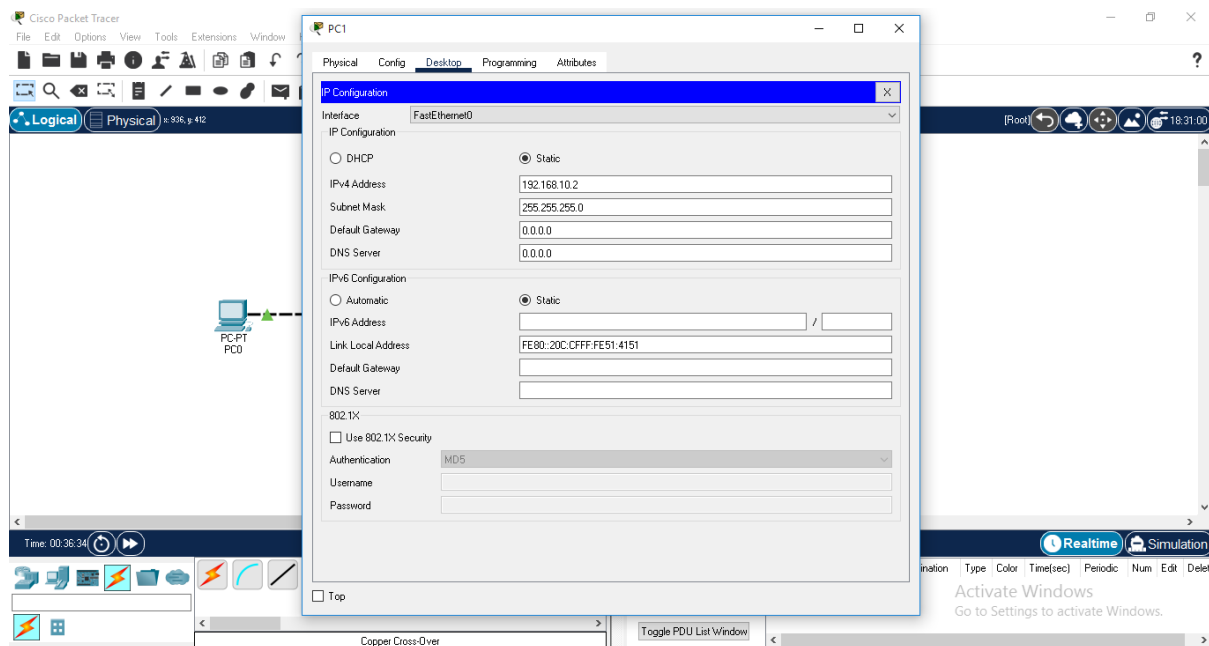 Cisco Packet Tracer
File Edit Options View Tools Extensions Window
PC1
?
Physical Config Desktop Programming Attributes
IP Configuration
X
Interface FastEthernet0
IP Configuration
DHCP Static
IPv4 Address 192.168.10.2
Subnet Mask 255.255.255.0
Default Gateway 0.0.0.0
DNS Server 0.0.0.0
IPv6 Configuration
Automatic Static
IPv6 Address /
Link Local Address FE80::20C:CFFF:FE51:4151
Default Gateway
DNS Server
802.1X
Use 802.1X Security
Authentication MD5
Username
Password
Top
Logical Physical x: 936, y: 412
[Root] 18:31:00
PC-PT
PC0
Time: 00:36:34
Realtime Simulation
Type Color Time(sec) Periodic Num Edit
Activate Windows
Go to Settings to activate Windows.
Toggle PDU List Window
Copper Cross-Over